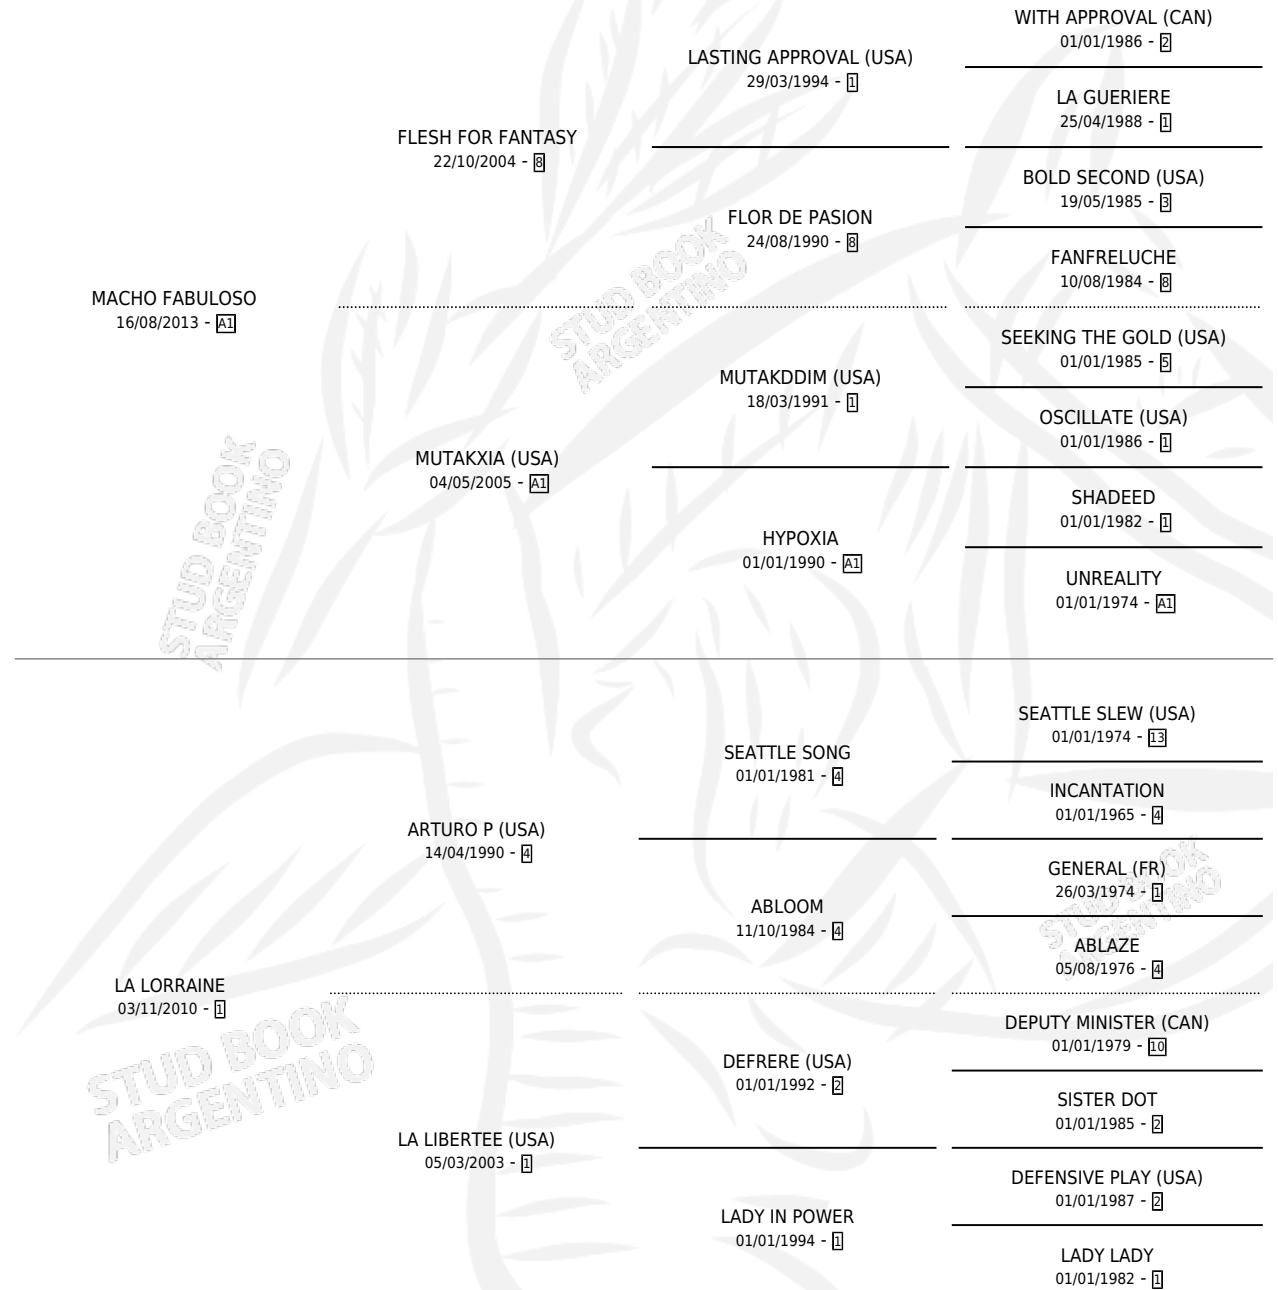 WITH APPROVAL (CAN)
01/01/1986 - 2
LASTING APPROVAL (USA)
29/03/1994 - 1
LA GUERIERE
25/04/1988 - 1
FLESH FOR FANTASY
22/10/2004 - 8
BOLD SECOND (USA)
19/05/1985 - 3
FLOR DE PASION
24/08/1990 - 8
FANFRELUCHE
10/08/1984 - 8
MACHO FABULOSO
16/08/2013 - A1
STUD BOOK
ARGENTINO
SEEKING THE GOLD (USA)
01/01/1985 - 5
MUTAKDDIM (USA)
18/03/1991 - 1
OSCILLATE (USA)
01/01/1986 - 1
MUTAKXIA (USA)
04/05/2005 - A1
SHADEED
01/01/1982 - 1
HYPOXIA
01/01/1990 - A1
UNREALITY
01/01/1974 - A1
STUD BOOK
ARGENTINO
SEATTLE SLEW (USA)
01/01/1974 - 13
SEATTLE SONG
01/01/1981 - 4
INCANTATION
01/01/1965 - 4
ARTURO P (USA)
14/04/1990 - 4
GENERAL (FR)
26/03/1974 - 1
ABLOOM
11/10/1984 - 4
ABLAZE
05/08/1976 - 4
STUD BOOK
ARGENTINO
LA LORRAINE
03/11/2010 - 1
STUD BOOK
ARGENTINO
DEPUTY MINISTER (CAN)
01/01/1979 - 10
DEFRERE (USA)
01/01/1992 - 2
SISTER DOT
01/01/1985 - 2
LA LIBERTEE (USA)
05/03/2003 - 1
DEFENSIVE PLAY (USA)
01/01/1987 - 2
LADY IN POWER
01/01/1994 - 1
LADY LADY
01/01/1982 - 1